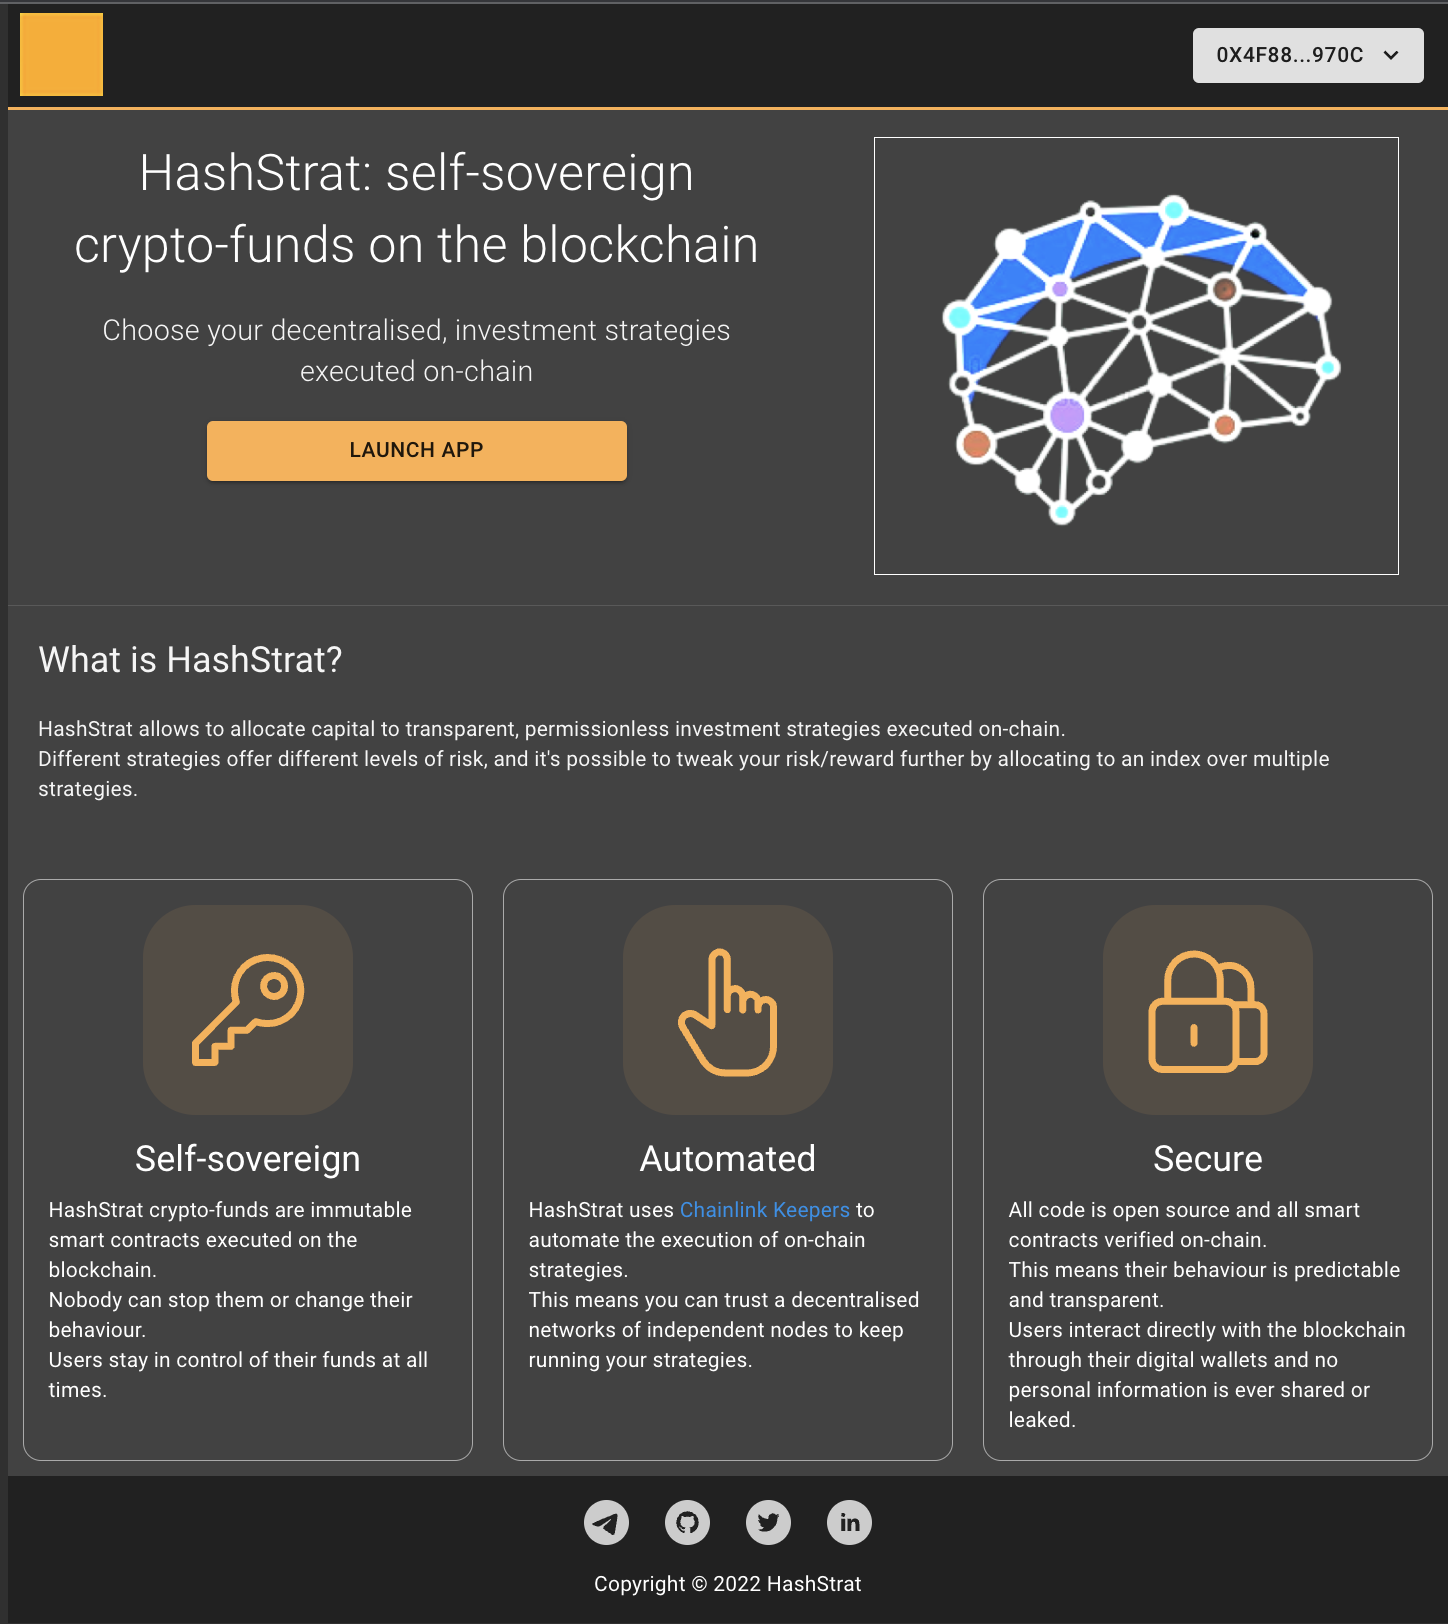 0X4F88...970C
HashStrat: self-sovereign
crypto-funds on the blockchain
Choose your decentralised, investment strategies
executed on-chain
LAUNCH APP
What is HashStrat?
HashStrat allows to allocate capital to transparent, permissionless investment strategies executed on-chain.
Different strategies offer different levels of risk, and it's possible to tweak your risk/reward further by allocating to an index over multiple
strategies.
Self-sovereign
HashStrat crypto-funds are immutable
smart contracts executed on the
blockchain.
Nobody can stop them or change their
behaviour.
Users stay in control of their funds at all
times.
Automated
HashStrat uses Chainlink Keepers to
automate the execution of on-chain
strategies.
This means you can trust a decentralised
networks of independent nodes to keep
running your strategies.
Secure
All code is open source and all smart
contracts verified on-chain.
This means their behaviour is predictable
and transparent.
Users interact directly with the blockchain
through their digital wallets and no
personal information is ever shared or
leaked.
in
Copyright © 2022 HashStrat